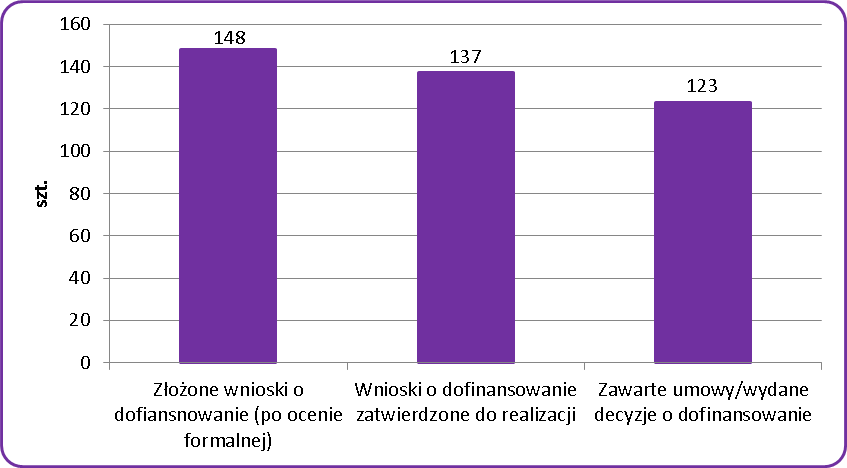 160
140
120
100
80
60
40
20
0
szt.
148
137
123
Złożone wnioski o
dofiansnowanie (po ocenie
formalnej)
Wnioski o dofinansowanie
zatwierdzone do realizacji
Zawarte umowy/wydane
decyzje o dofinansowanie